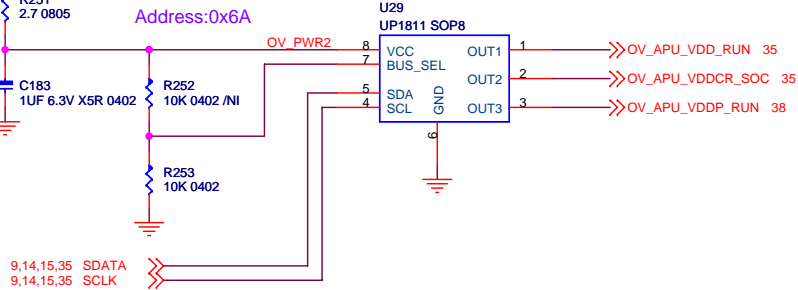 R251
2.7 0805
Address:0x6A
U29
UP1811 SOP8
OV_PWR2
8
7
5
4
VCC
BUS_SEL
SDA
SCL
GND
6
OUT1
OUT2
OUT3
1
2
3
OV_APU_VDD_RUN 35
OV_APU_VDDCR_SOC 35
OV_APU_VDDP_RUN 38
C183
1UF 6.3V X5R 0402
R252
10K 0402 /NI
R253
10K 0402
9,14,15,35 SDATA
9,14,15,35 SCLK